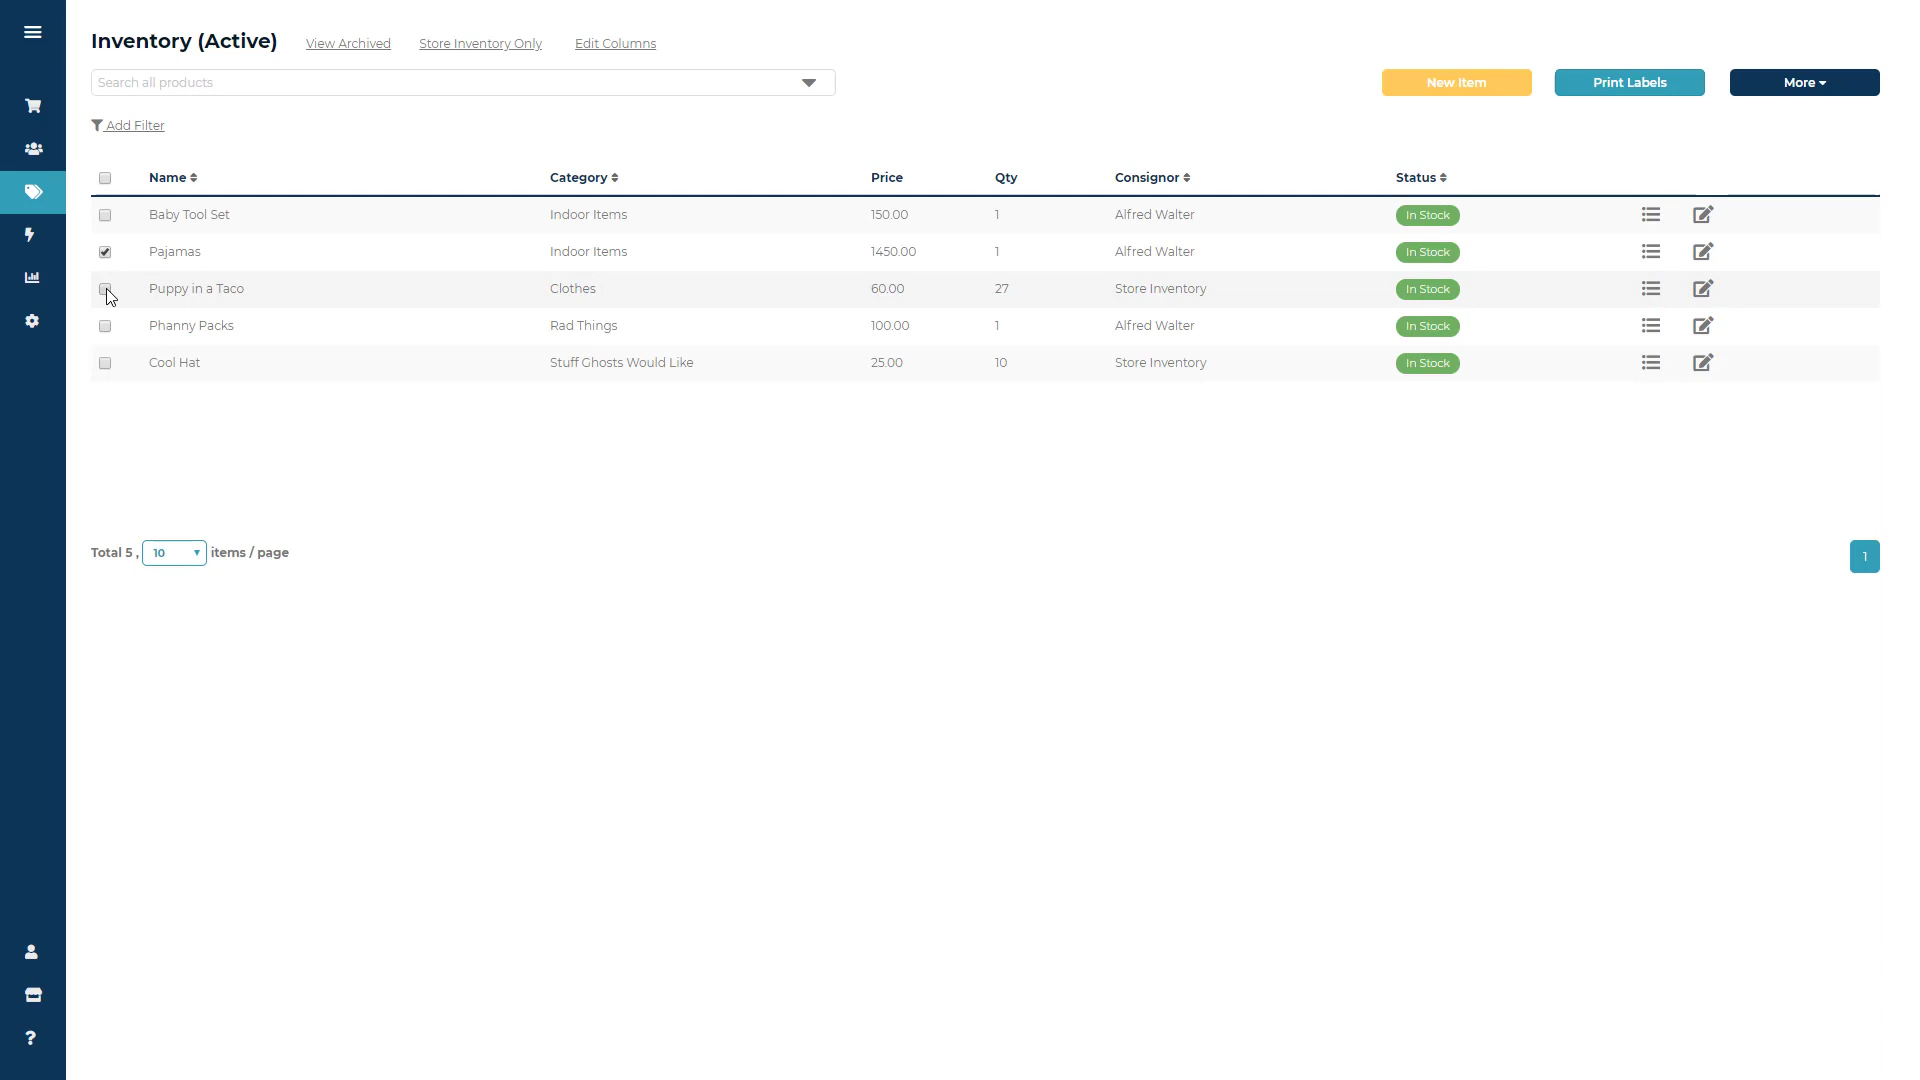 Inventory (Active) View Archived Store Inventory Only Edit Columns
Search all products New Item Print Labels More
Add Filter
Name Category Price Qty Consignor Status
Baby Tool Set Indoor Items 150.00 1 Alfred Walter In Stock
Pajamas Indoor Items 1450.00 1 Alfred Walter In Stock
Puppy in a Taco Clothes 60.00 27 Store Inventory In Stock
Phanny Packs Rad Things 100.00 1 Alfred Walter In Stock
Cool Hat Stuff Ghosts Would Like 25.00 10 Store Inventory In Stock
Total 5 , 10 items / page 1